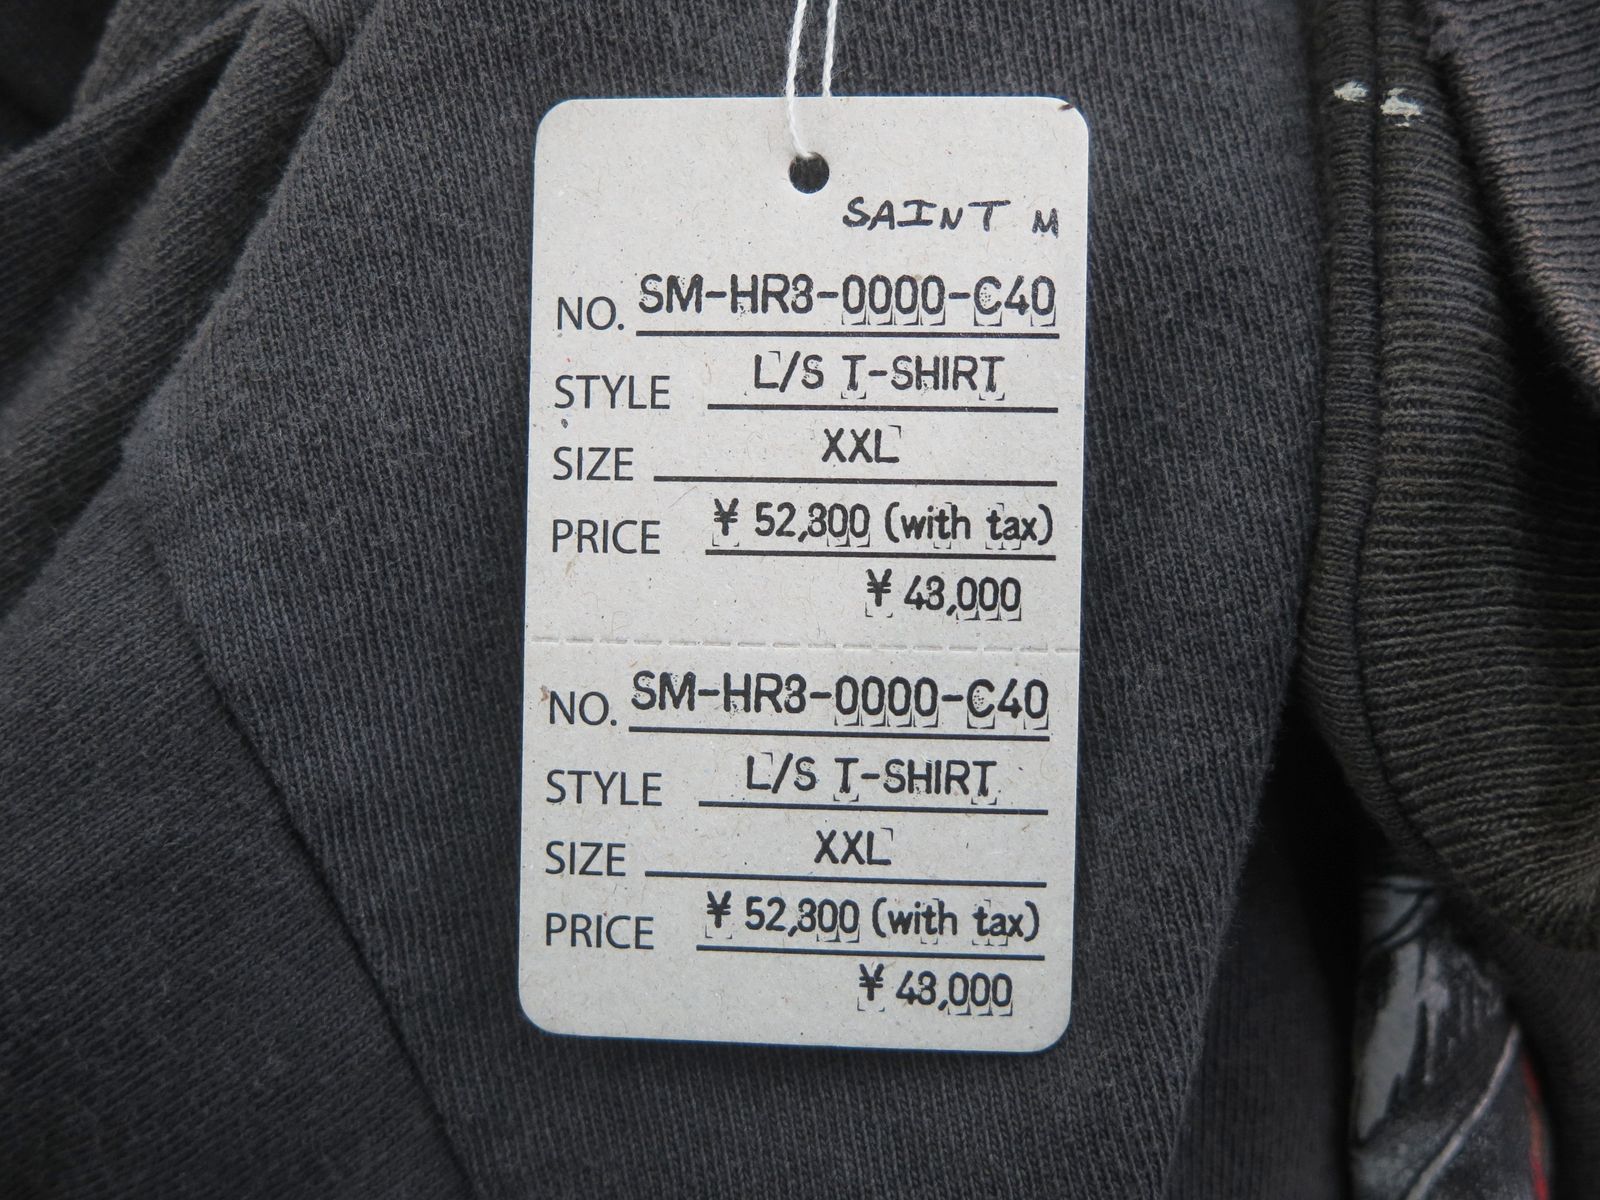 SAINT M
NO. SM-HR3-0000-C40
STYLE L/S T-SHIRT
SIZE XXL
PRICE ¥ 52,300 (with tax)
¥ 43,000
NO. SM-HR3-0000-C40
STYLE L/S T-SHIRT
SIZE XXL
PRICE ¥ 52,300 (with tax)
¥ 43,000